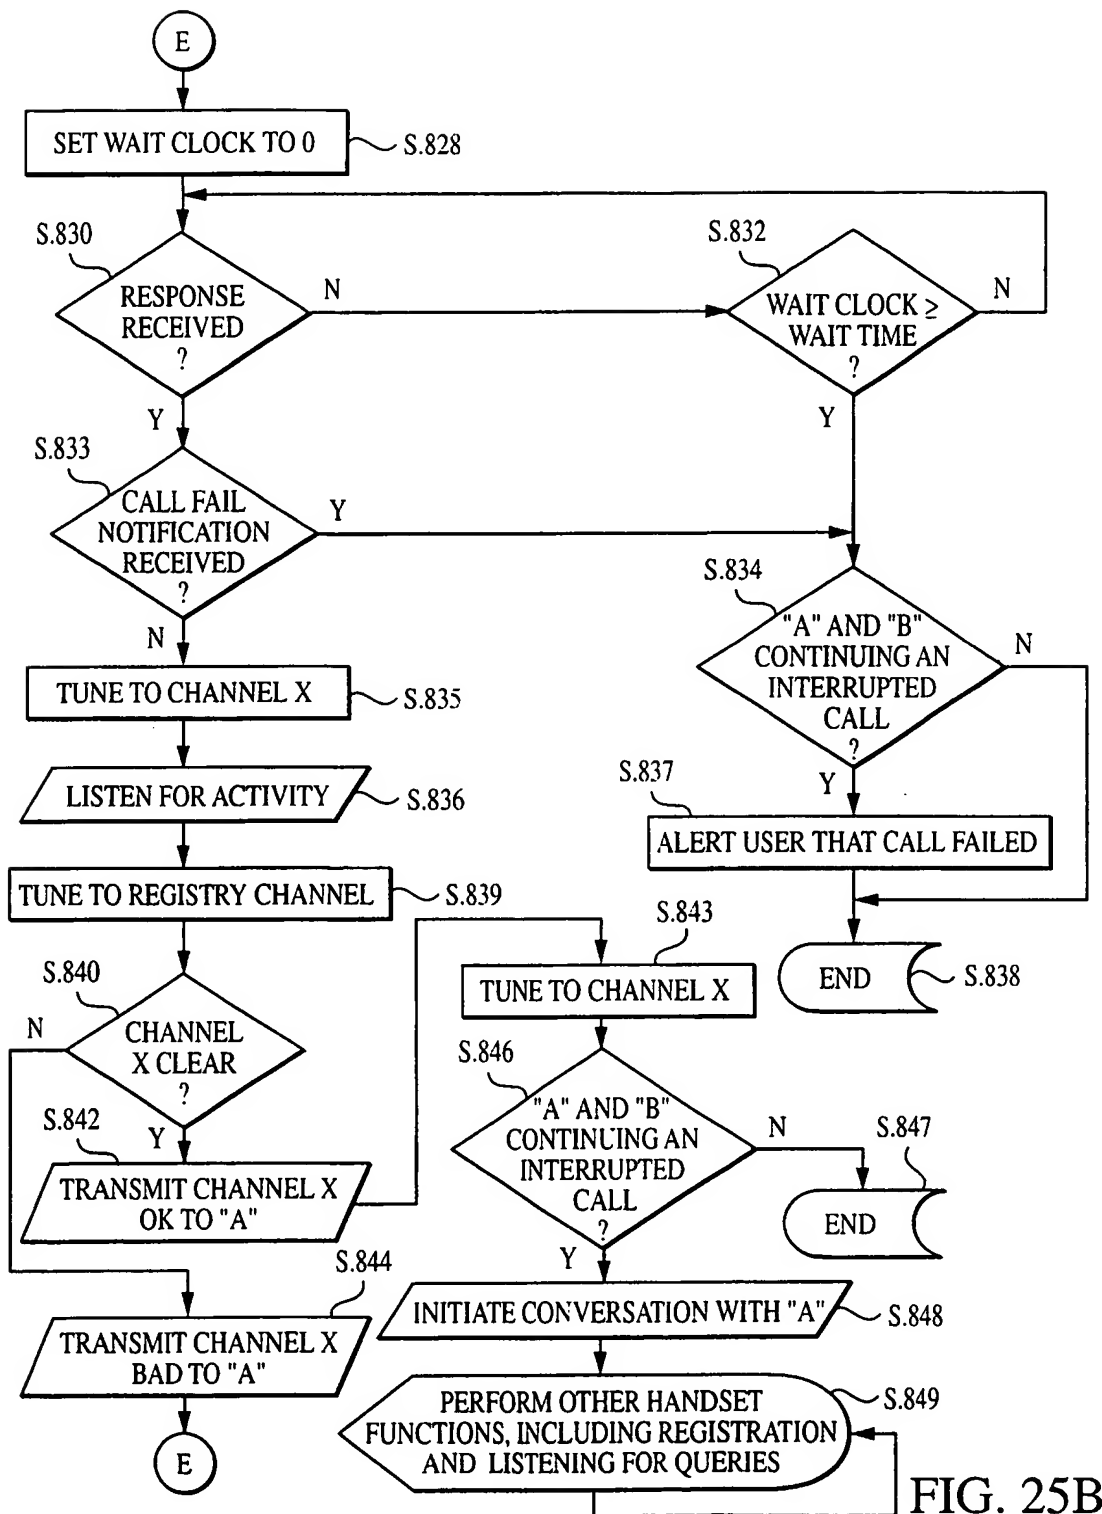 E
SET WAIT CLOCK TO 0
S.828
S.830
RESPONSE
RECEIVED
?
N
Y
S.832
WAIT CLOCK ≥
WAIT TIME
?
N
Y
S.833
CALL FAIL
NOTIFICATION
RECEIVED
?
Y
N
S.834
"A" AND "B"
CONTINUING AN
INTERRUPTED
CALL
?
N
Y
TUNE TO CHANNEL X
S.835
LISTEN FOR ACTIVITY
S.836
S.837
ALERT USER THAT CALL FAILED
TUNE TO REGISTRY CHANNEL
S.839
END
S.838
S.840
CHANNEL
X CLEAR
?
N
Y
S.842
TRANSMIT CHANNEL X
OK TO "A"
S.843
TUNE TO CHANNEL X
S.846
"A" AND "B"
CONTINUING AN
INTERRUPTED
CALL
?
N
Y
S.847
END
S.844
TRANSMIT CHANNEL X
BAD TO "A"
E
INITIATE CONVERSATION WITH "A"
S.848
PERFORM OTHER HANDSET
FUNCTIONS, INCLUDING REGISTRATION
AND LISTENING FOR QUERIES
S.849
FIG. 25B